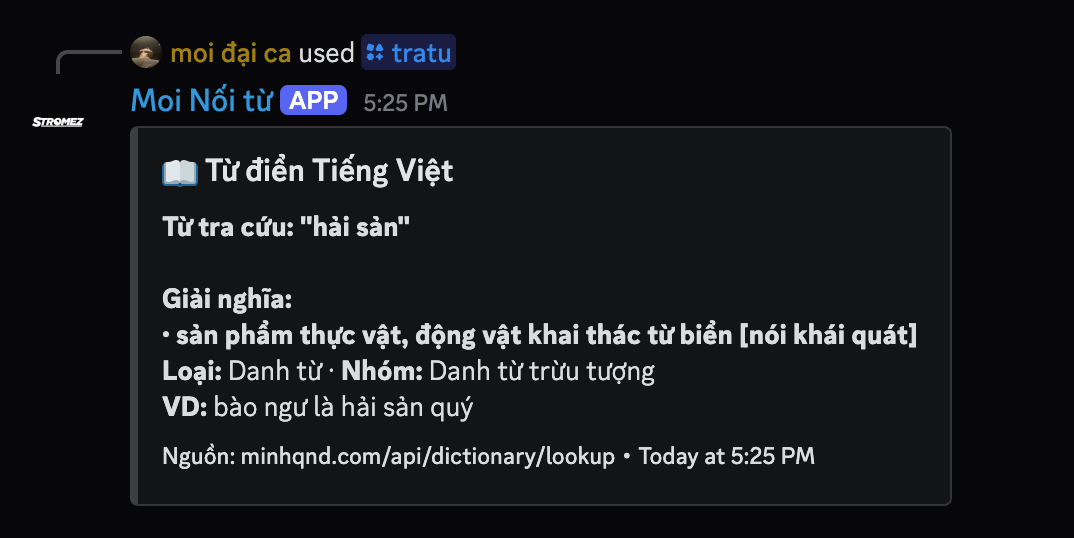 moi đại ca used tratu
Moi Nối từ APP 5:25 PM
STROMEZ
📖 Từ điển Tiếng Việt
Từ tra cứu: "hải sản"
Giải nghĩa:
• sản phẩm thực vật, động vật khai thác từ biển [nói khái quát]
Loại: Danh từ · Nhóm: Danh từ trừu tượng
VD: bào ngư là hải sản quý
Nguồn: minhqnd.com/api/dictionary/lookup • Today at 5:25 PM